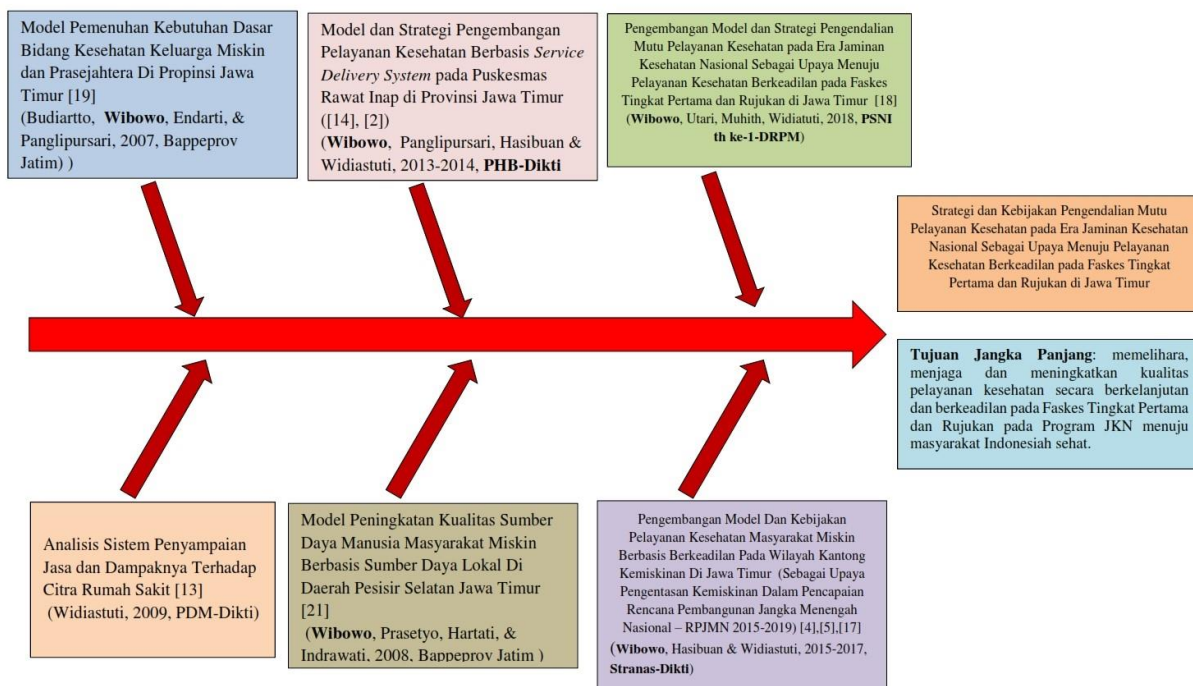 Model Pemenuhan Kebutuhan Dasar
Bidang Kesehatan Keluarga Miskin
dan Prasejahtera Di Propinsi Jawa
Timur [19]
(Budiartto, Wibowo, Endarti, &
Panglipursari, 2007, Bappeprov
Jatim) )
Model dan Strategi Pengembangan
Pelayanan Kesehatan Berbasis Service
Delivery System pada Puskesmas
Rawat Inap di Provinsi Jawa Timur
([14], [2])
(Wibowo, Panglipursari, Hasibuan &
Widiastuti, 2013-2014, PHB-Dikti
Pengembangan Model dan Strategi Pengendalian
Mutu Pelayanan Kesehatan pada Era Jaminan
Kesehatan Nasional Sebagai Upaya Menuju
Pelayanan Kesehatan Berkeadilan pada Faskes
Tingkat Pertama dan Rujukan di Jawa Timur [18]
(Wibowo, Utari, Muhith, Widiatuti, 2018, PSNI
th ke-1-DRPM)
Strategi dan Kebijakan Pengendalian Mutu
Pelayanan Kesehatan pada Era Jaminan Kesehatan
Nasional Sebagai Upaya Menuju Pelayanan
Kesehatan Berkeadilan pada Faskes Tingkat
Pertama dan Rujukan di Jawa Timur
Tujuan Jangka Panjang: memelihara,
menjaga dan meningkatkan kualitas
pelayanan kesehatan secara berkelanjutan
dan berkeadilan pada Faskes Tingkat Pertama
dan Rujukan pada Program JKN menuju
masyarakat Indonesiah sehat.
Analisis Sistem Penyampaian
Jasa dan Dampaknya Terhadap
Citra Rumah Sakit [13]
(Widiastuti, 2009, PDM-Dikti)
Model Peningkatan Kualitas Sumber
Daya Manusia Masyarakat Miskin
Berbasis Sumber Daya Lokal Di
Daerah Pesisir Selatan Jawa Timur
[21]
(Wibowo, Prasetyo, Hartati, &
Indrawati, 2008, Bappeprov Jatim )
Pengembangan Model Dan Kebijakan
Pelayanan Kesehatan Masyarakat Miskin
Berbasis Berkeadilan Pada Wilayah Kantong
Kemiskinan Di Jawa Timur (Sebagai Upaya
Pengentasan Kemiskinan Dalam Pencapaian
Rencana Pembangunan Jangka Menengah
Nasional – RPJMN 2015-2019) [4],[5],[17]
(Wibowo, Hasibuan & Widiastuti, 2015-2017,
Stranas-Dikti)